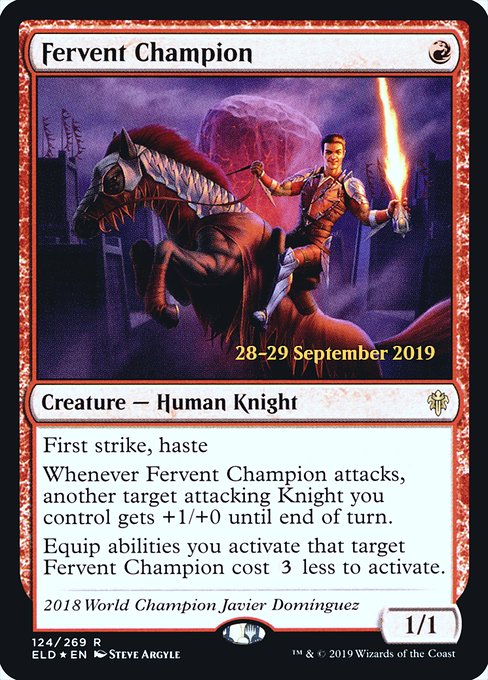 Fervent Champion
28–29 September 2019
Creature — Human Knight
First strike, haste
Whenever Fervent Champion attacks,
another target attacking Knight you
control gets +1/+0 until end of turn.
Equip abilities you activate that target
Fervent Champion cost 3 less to activate.
2018 World Champion Javier Domínguez
1/1
124/269 R
ELD ★ EN Steve Argyle
™ & © 2019 Wizards of the Coast